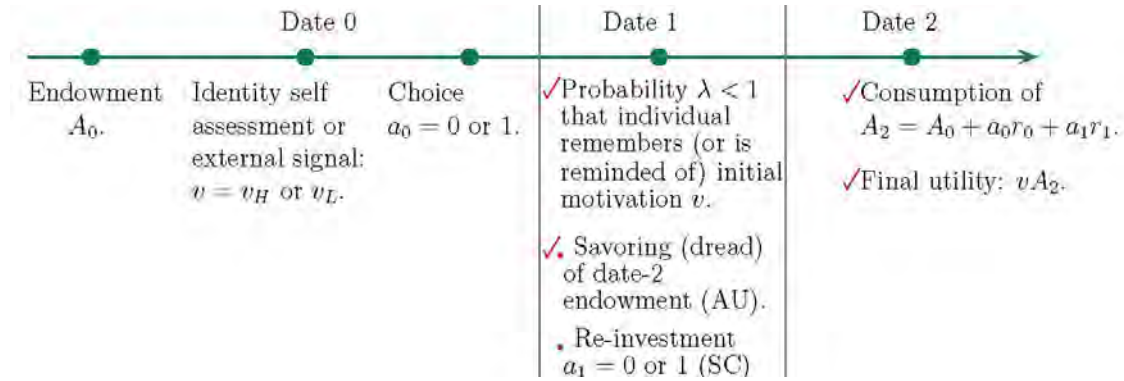 Date 0
Date 1
Date 2
Endowment
A₀.
Identity self
assessment or
external signal:
v = v_H or v_L.
Choice
a₀ = 0 or 1.
✓Probability λ < 1
that individual
remembers (or is
reminded of) initial
motivation v.
✓. Savoring (dread)
of date-2
endowment (AU).
. Re-investment
a₁ = 0 or 1 (SC)
✓Consumption of
A₂ = A₀ + a₀r₀ + a₁r₁.
✓Final utility: vA₂.